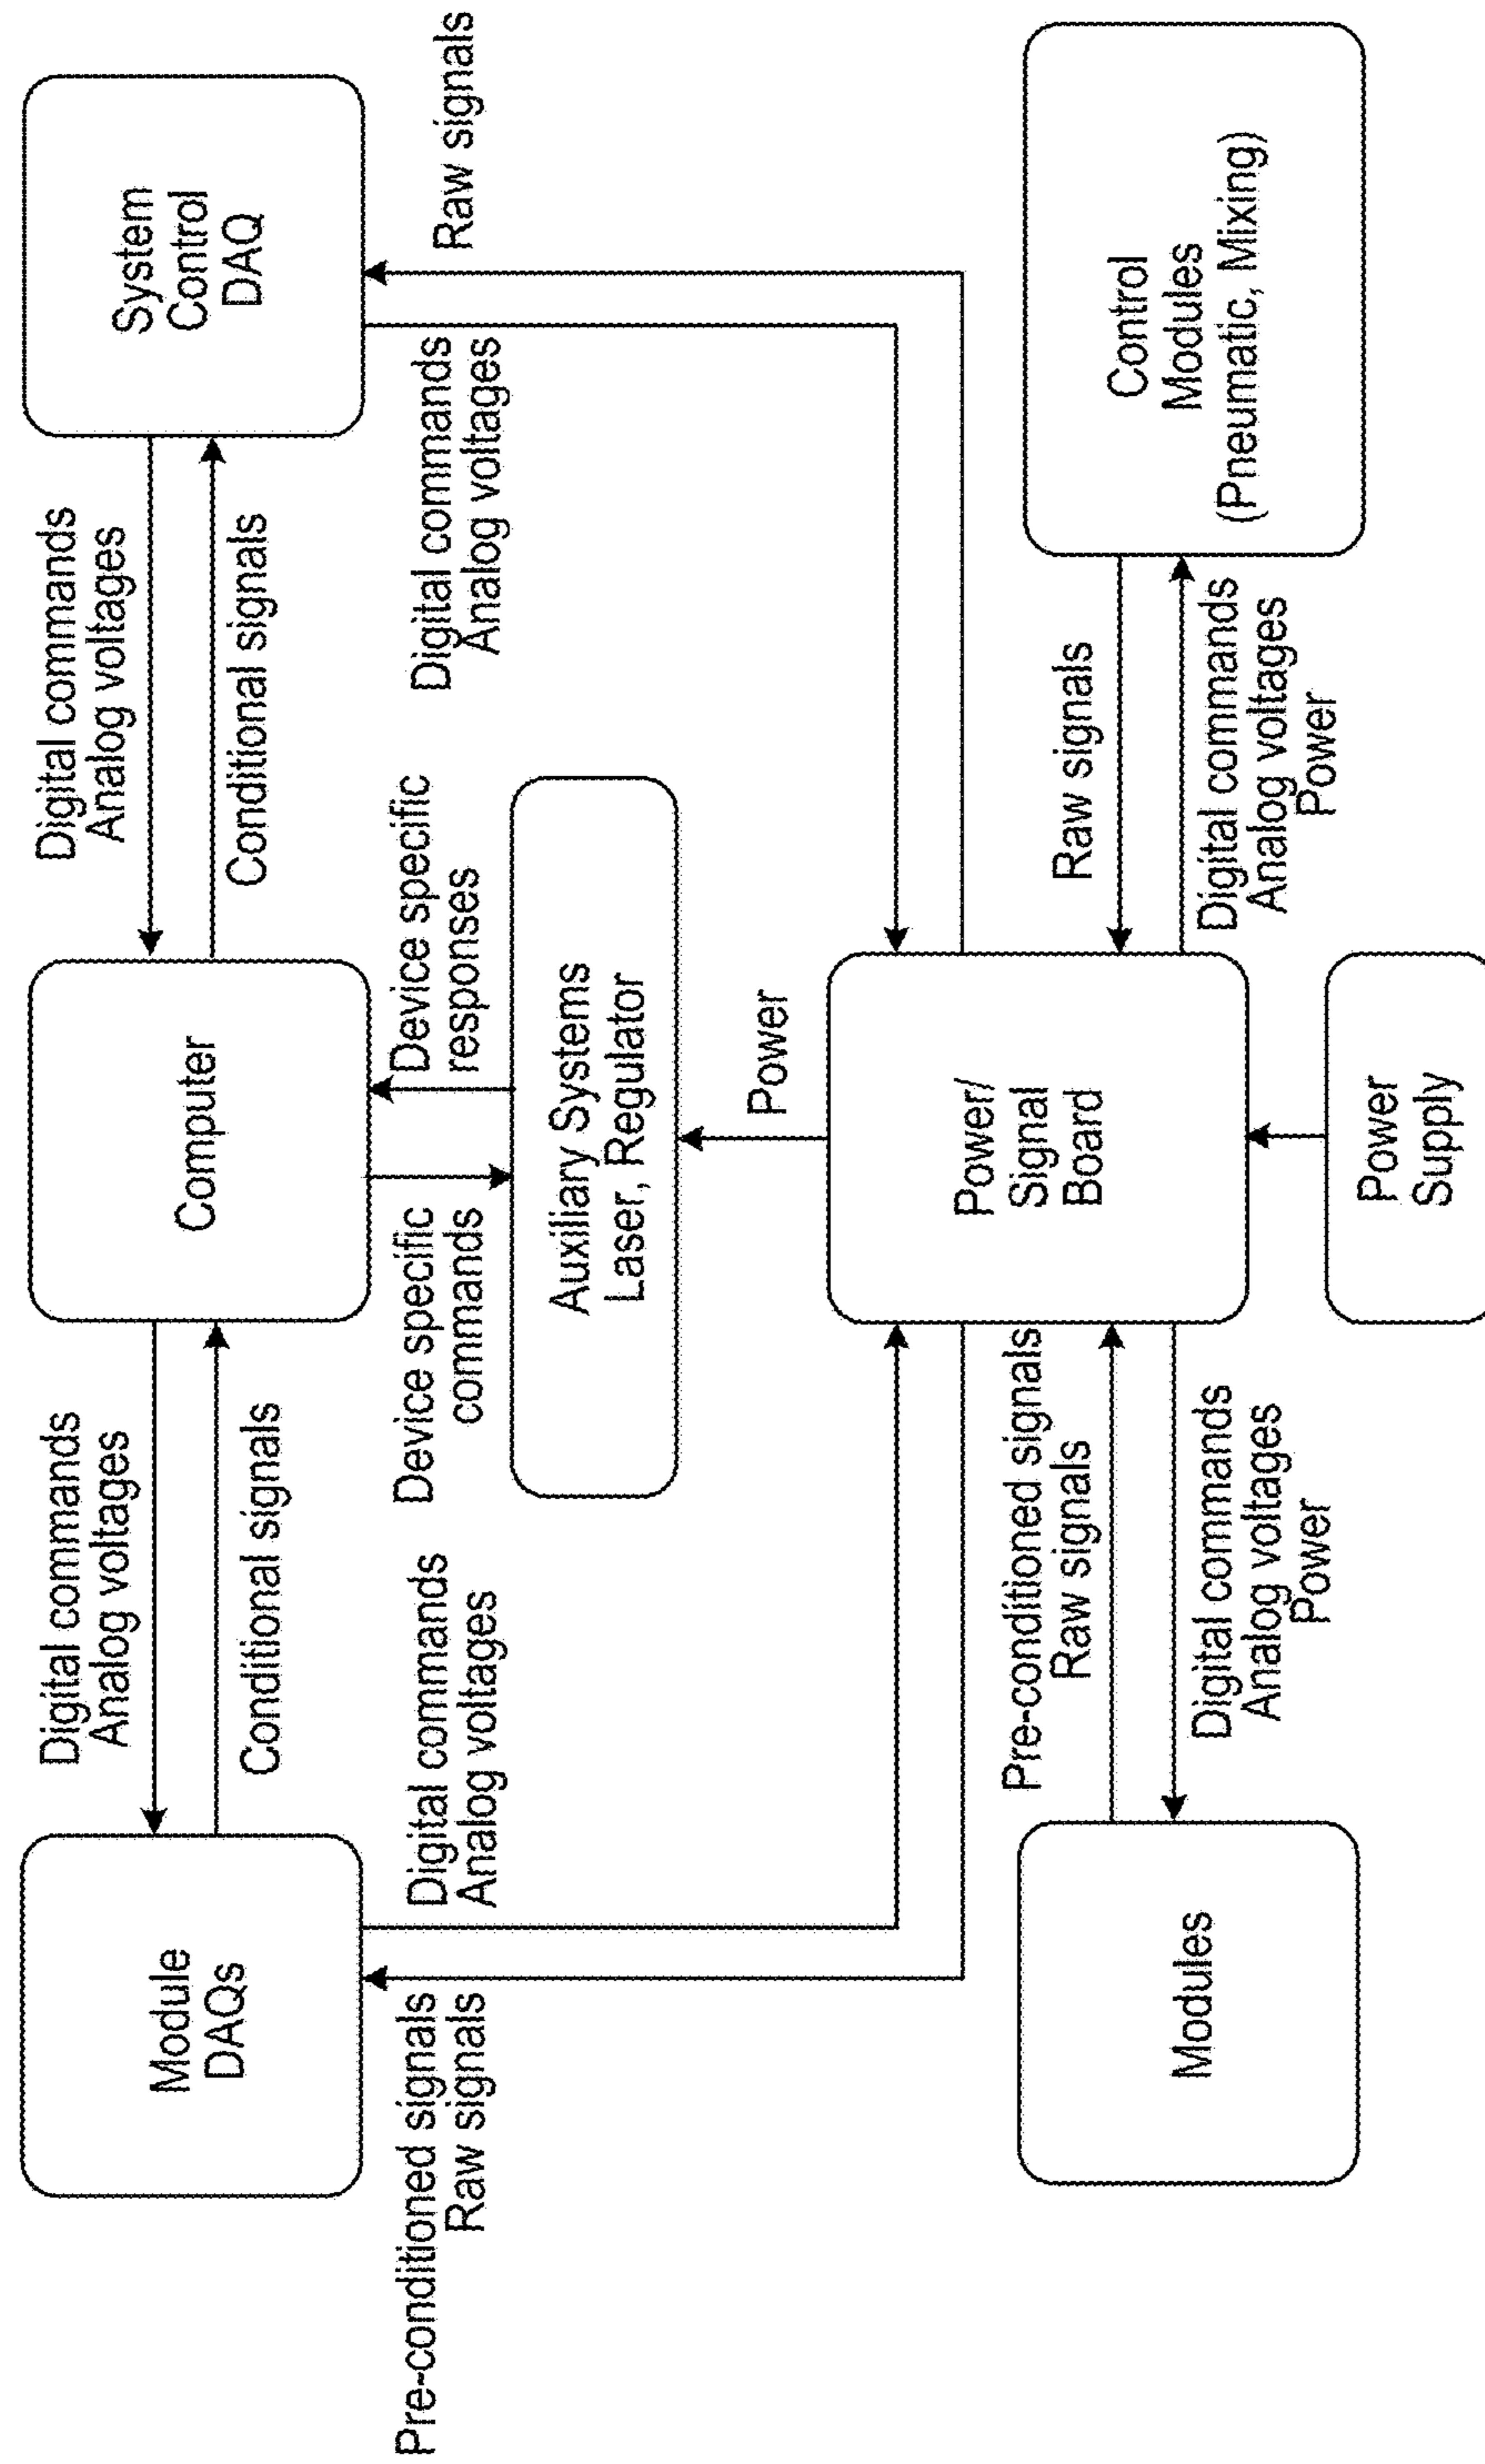 Digital commands
Analog voltages
Digital commands
Analog voltages
Module
DAQs
Conditional signals
Computer
Conditional signals
System
Control
DAQ
Pre-conditioned signals
Raw signals
Digital commands
Analog voltages
Device specific
commands
Device specific
responses
Digital commands
Analog voltages
Raw signals
Auxiliary Systems
Laser, Regulator
Power
Pre-conditioned signals
Raw signals
Power/
Signal
Board
Raw signals
Modules
Digital commands
Analog voltages
Power
Digital commands
Analog voltages
Power
Control
Modules
(Pneumatic, Mixing)
Power
Supply